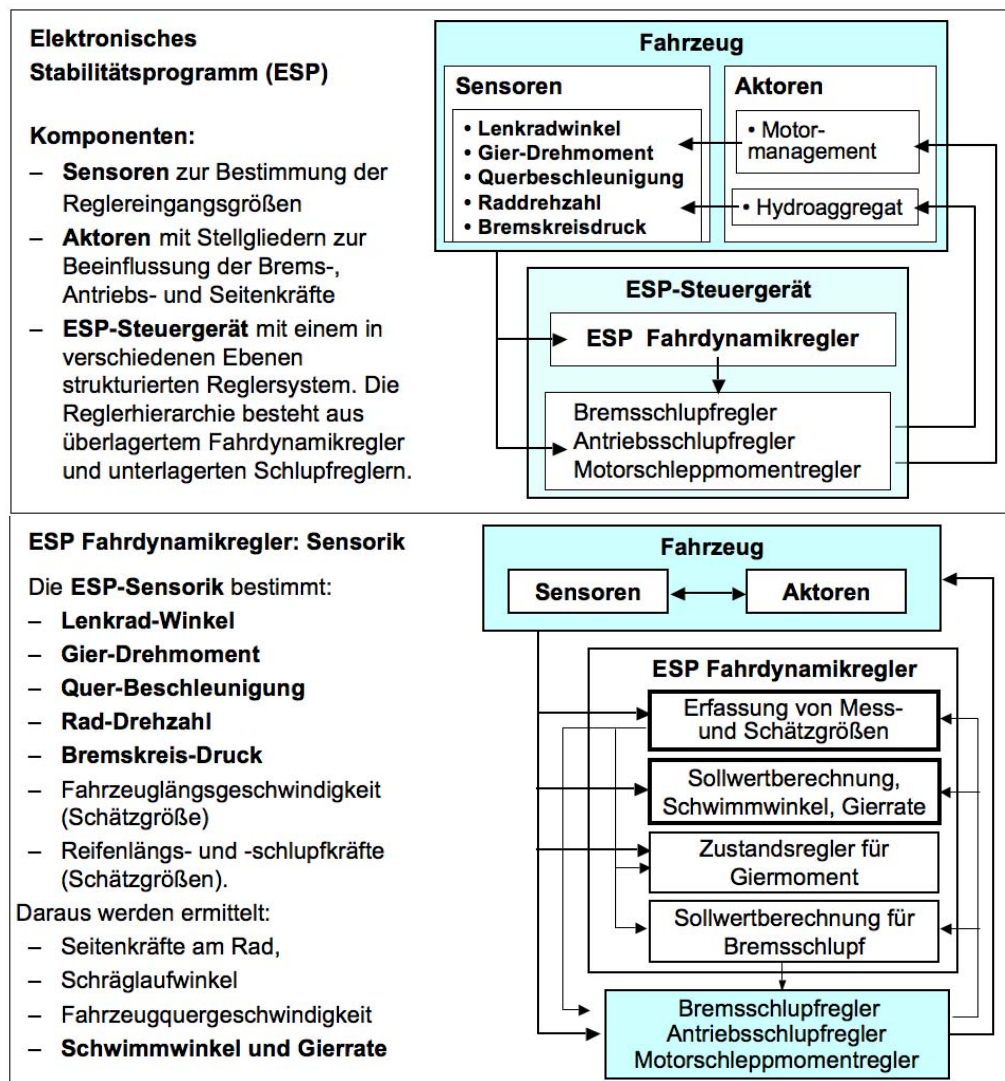 Elektronisches
Stabilitätsprogramm (ESP)
Komponenten:
– Sensoren zur Bestimmung der
Reglereingangsgrößen
– Aktoren mit Stellgliedern zur
Beeinflussung der Brems-,
Antriebs- und Seitenkräfte
– ESP-Steuergerät mit einem in
verschiedenen Ebenen
strukturierten Reglersystem. Die
Reglerhierarchie besteht aus
überlagertem Fahrdynamikregler
und unterlagerten Schlupfreglern.
Fahrzeug
Sensoren
• Lenkradwinkel
• Gier-Drehmoment
• Querbeschleunigung
• Raddrehzahl
• Bremskreisdruck
Aktoren
• Motor-
management
• Hydroaggregat
ESP-Steuergerät
ESP Fahrdynamikregler
Bremsschlupfregler
Antriebsschlupfregler
Motorschleppmomentregler
ESP Fahrdynamikregler: Sensorik
Die ESP-Sensorik bestimmt:
– Lenkrad-Winkel
– Gier-Drehmoment
– Quer-Beschleunigung
– Rad-Drehzahl
– Bremskreis-Druck
– Fahrzeuglängsgeschwindigkeit
(Schätzgröße)
– Reifenlängs- und -schlupfkräfte
(Schätzgrößen).
Daraus werden ermittelt:
– Seitenkräfte am Rad,
– Schräglaufwinkel
– Fahrzeugquergeschwindigkeit
– Schwimmwinkel und Gierrate
Fahrzeug
Sensoren
Aktoren
ESP Fahrdynamikregler
Erfassung von Mess-
und Schätzgrößen
Sollwertberechnung,
Schwimmwinkel, Gierrate
Zustandsregler für
Giermoment
Sollwertberechnung für
Bremsschlupf
Bremsschlupfregler
Antriebsschlupfregler
Motorschleppmomentregler